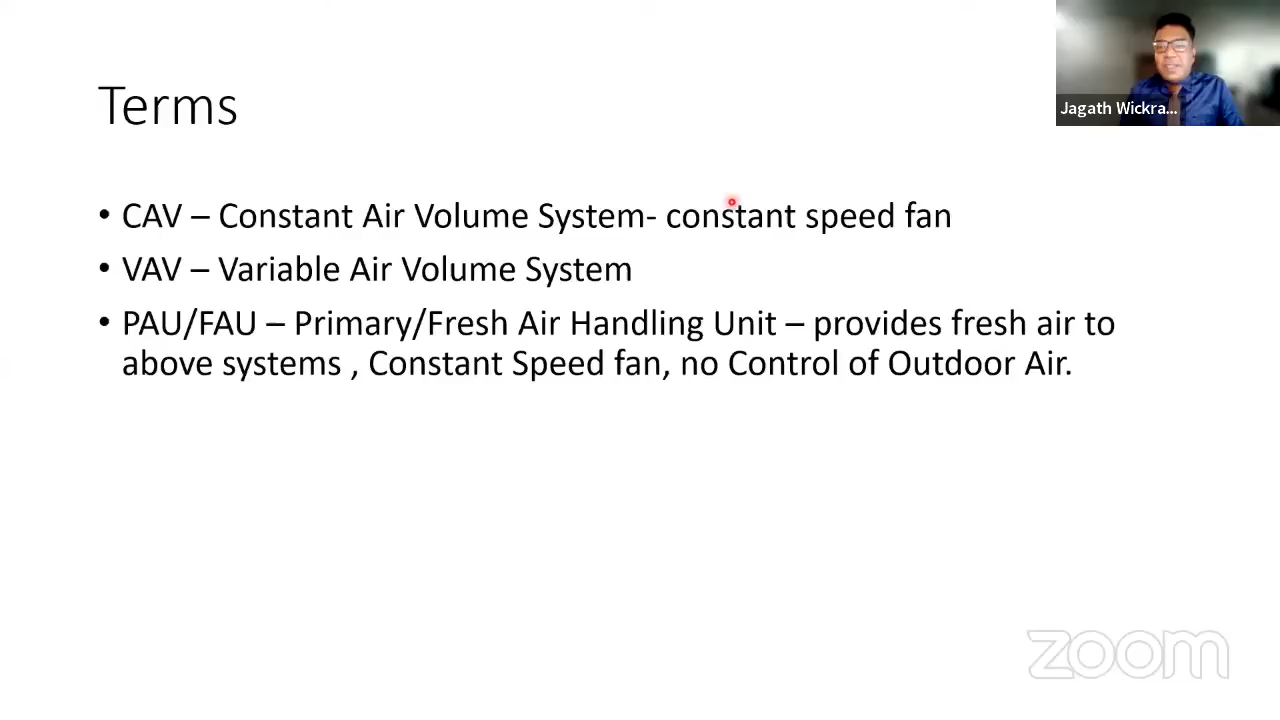 Jagath Wickra...
Terms
• CAV – Constant Air Volume System- constant speed fan
• VAV – Variable Air Volume System
• PAU/FAU – Primary/Fresh Air Handling Unit – provides fresh air to
above systems , Constant Speed fan, no Control of Outdoor Air.
zoom